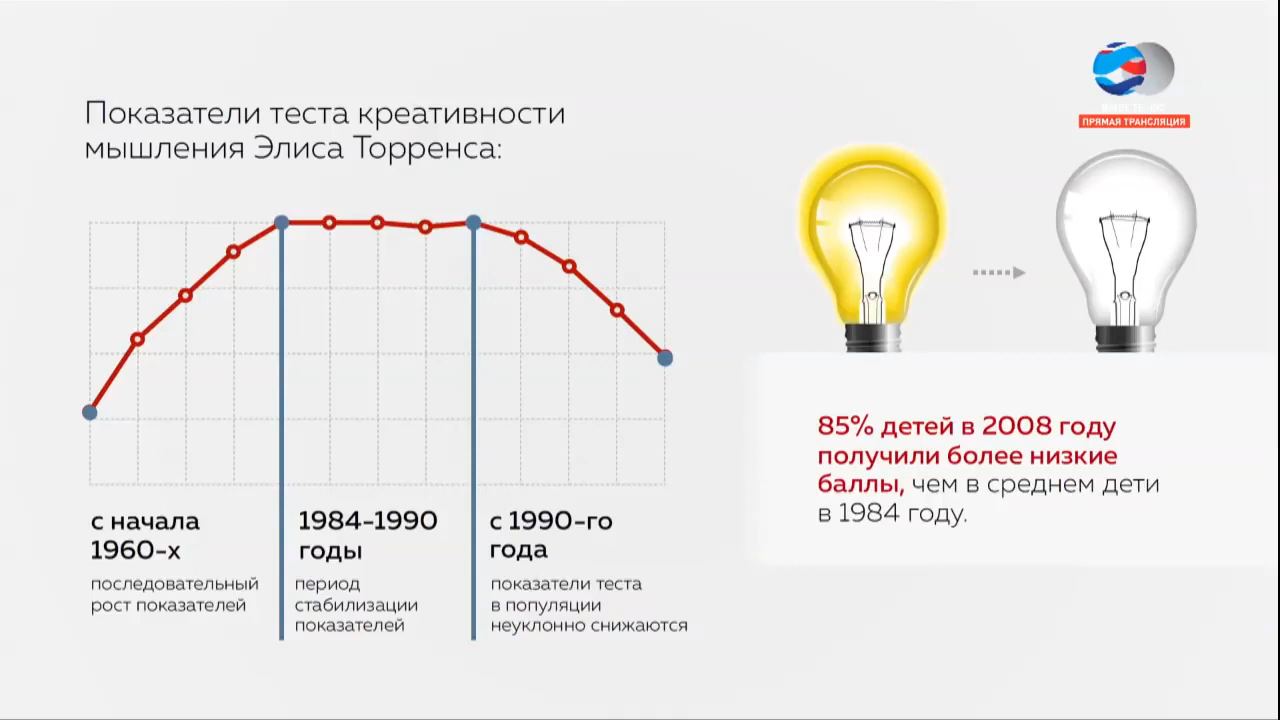 Показатели теста креативности
мышления Элиса Торренса:
ПРЯМАЯ ТРАНСЛЯЦИЯ
85% детей в 2008 году
получили более низкие
баллы, чем в среднем дети
в 1984 году.
с начала
1960-х
последовательный
рост показателей
1984-1990
годы
период
стабилизации
показателей
с 1990-го
года
показатели теста
в популяции
неуклонно снижаются